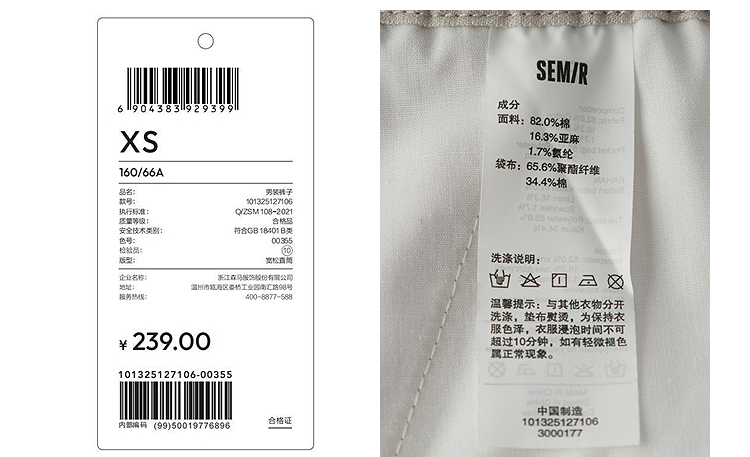 6 904383 929399
XS
160/66A
品名: 男装裤子
款号: 101325127106
执行标准: Q/ZSM 108-2021
质量等级: 合格品
安全技术类别: 符合GB 18401 B类
色号: 00355
检验员: 10
版型: 宽松直筒
企业名称: 浙江森马服饰股份有限公司
地址: 温州市瓯海区娄桥工业园南汇路98号
服务热线: 400-8877-588
¥ 239.00
101325127106-00355
内部编码 (99)50019776896
合格证
SEM/R
成分
面料: 82.0%棉
16.3%亚麻
1.7%氨纶
袋布: 65.6%聚酯纤维
34.4%棉
洗涤说明:
温馨提示: 与其他衣物分开
洗涤, 垫布熨烫, 为保持衣
服色泽, 衣服浸泡时间不可
超过10分钟, 如有轻微褪色
属正常现象。
中国制造
101325127106
3000177